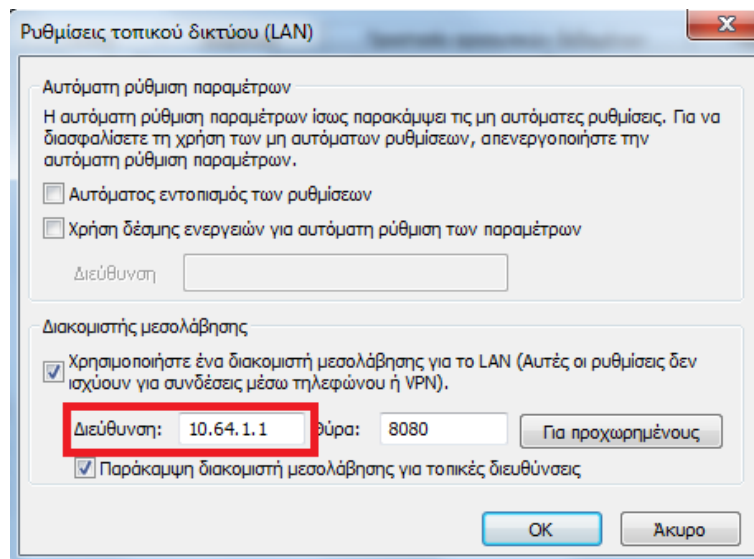 Ρυθμίσεις τοπικού δικτύου (LAN)
Αυτόματη ρύθμιση παραμέτρων
Η αυτόματη ρύθμιση παραμέτρων ίσως παρακάμψει τις μη αυτόματες ρυθμίσεις. Για να
διασφαλίσετε τη χρήση των μη αυτόματων ρυθμίσεων, απενεργοποιήστε την
αυτόματη ρύθμιση παραμέτρων.
Αυτόματος εντοπισμός των ρυθμίσεων
Χρήση δέσμης ενεργειών για αυτόματη ρύθμιση των παραμέτρων
Διεύθυνση
Διακομιστής μεσολάβησης
Χρησιμοποιήστε ένα διακομιστή μεσολάβησης για το LAN (Αυτές οι ρυθμίσεις δεν
ισχύουν για συνδέσεις μέσω τηλεφώνου ή VPN).
Διεύθυνση: 10.64.1.1 θύρα: 8080 Για προχωρημένους
Παράκαμψη διακομιστή μεσολάβησης για τοπικές διευθύνσεις
OK Άκυρο